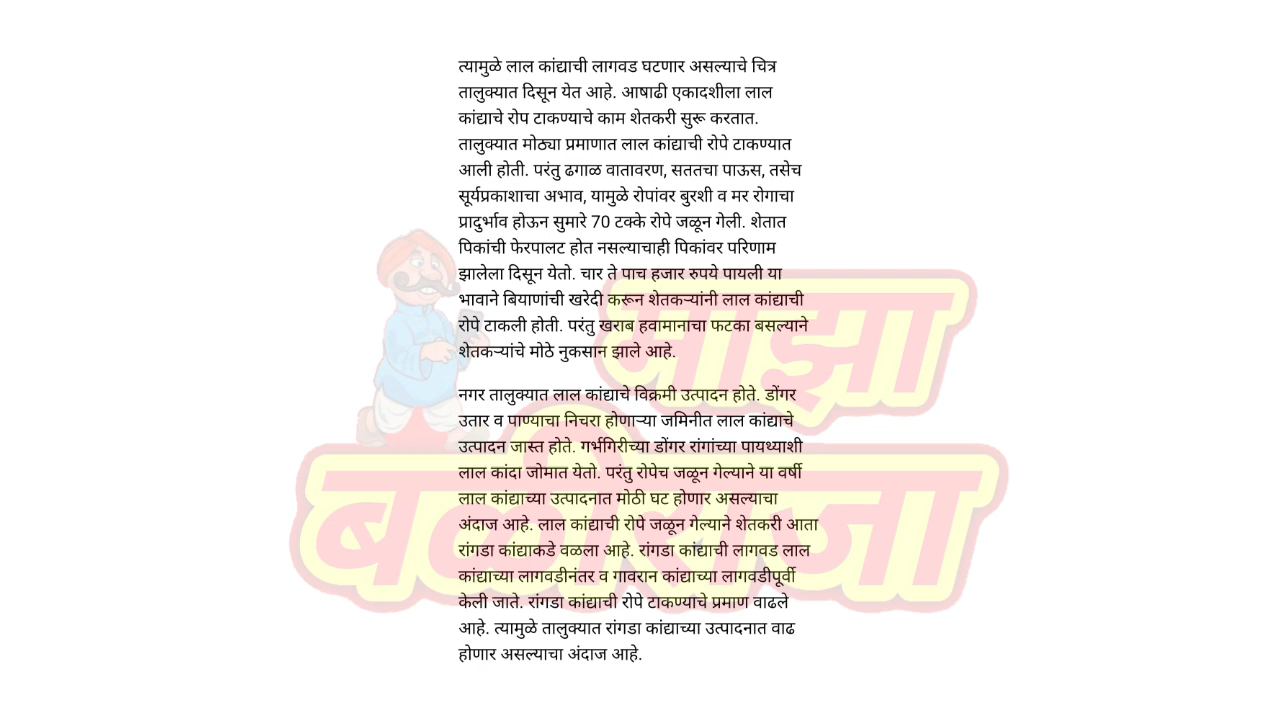 त्यामुळे लाल कांद्याची लागवड घटणार असल्याचे चित्र
तालुक्यात दिसून येत आहे. आषाढी एकादशीला लाल
कांद्याचे रोप टाकण्याचे काम शेतकरी सुरू करतात.
तालुक्यात मोठ्या प्रमाणात लाल कांद्याची रोपे टाकण्यात
आली होती. परंतु ढगाळ वातावरण, सततचा पाऊस, तसेच
सूर्यप्रकाशाचा अभाव, यामुळे रोपांवर बुरशी व मर रोगाचा
प्रादुर्भाव होऊन सुमारे 70 टक्के रोपे जळून गेली. शेतात
पिकांची फेरपालट होत नसल्याचाही पिकांवर परिणाम
झालेला दिसून येतो. चार ते पाच हजार रुपये पायली या
भावाने बियाणांची खरेदी करून शेतकऱ्यांनी लाल कांद्याची
रोपे टाकली होती. परंतु खराब हवामानाचा फटका बसल्याने
शेतकऱ्यांचे मोठे नुकसान झाले आहे.
नगर तालुक्यात लाल कांद्याचे विक्रमी उत्पादन होते. डोंगर
उतार व पाण्याचा निचरा होणाऱ्या जमिनीत लाल कांद्याचे
उत्पादन जास्त होते. गर्भगिरीच्या डोंगर रांगांच्या पायथ्याशी
लाल कांदा जोमात येतो. परंतु रोपेच जळून गेल्याने या वर्षी
लाल कांद्याच्या उत्पादनात मोठी घट होणार असल्याचा
अंदाज आहे. लाल कांद्याची रोपे जळून गेल्याने शेतकरी आता
रांगडा कांद्याकडे वळला आहे. रांगडा कांद्याची लागवड लाल
कांद्याच्या लागवडीनंतर व गावरान कांद्याच्या लागवडीपूर्वी
केली जाते. रांगडा कांद्याची रोपे टाकण्याचे प्रमाण वाढले
आहे. त्यामुळे तालुक्यात रांगडा कांद्याच्या उत्पादनात वाढ
होणार असल्याचा अंदाज आहे.
माझा
बळीराजा